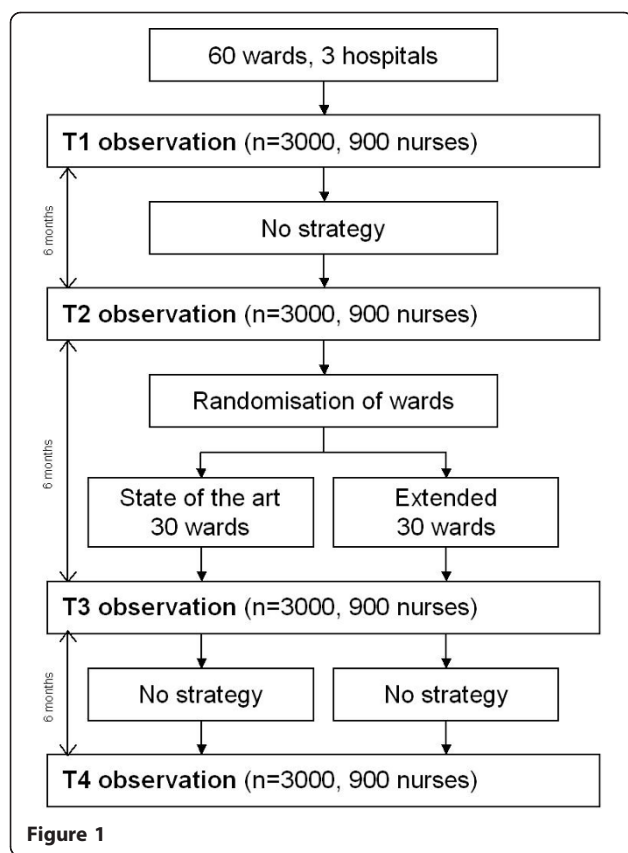 60 wards, 3 hospitals
T1 observation (n=3000, 900 nurses)
6 months
No strategy
T2 observation (n=3000, 900 nurses)
6 months
Randomisation of wards
State of the art
30 wards
Extended
30 wards
T3 observation (n=3000, 900 nurses)
6 months
No strategy
No strategy
T4 observation (n=3000, 900 nurses)
Figure 1